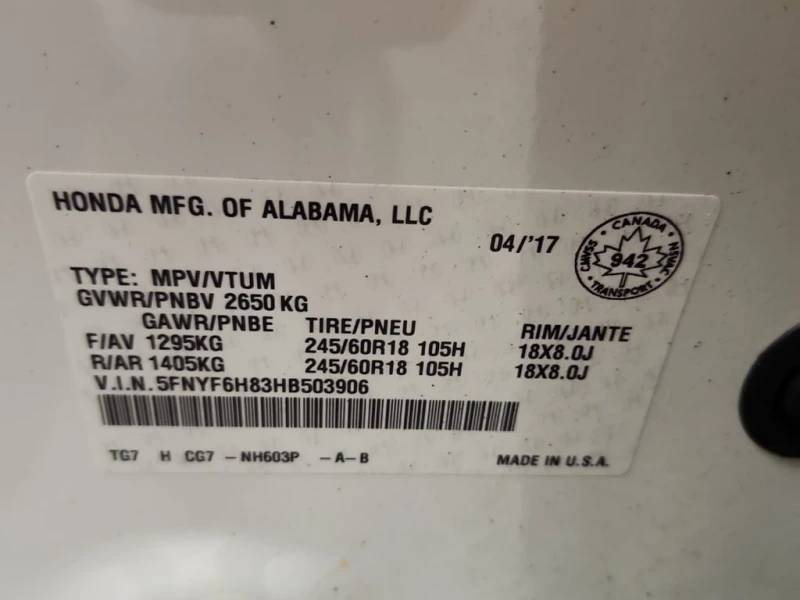 HONDA MFG. OF ALABAMA, LLC
04/'17
CANADA
CMVSS 942 NSVAC
TRANSPORT
TYPE: MPV/VTUM
GVWR/PNBV 2650 KG
GAWR/PNBE TIRE/PNEU RIM/JANTE
F/AV 1295KG 245/60R18 105H 18X8.0J
R/AR 1405KG 245/60R18 105H 18X8.0J
V.I.N. 5FNYF6H83HB503906
TG7 H CG7 -NH603P -A-B MADE IN U.S.A.